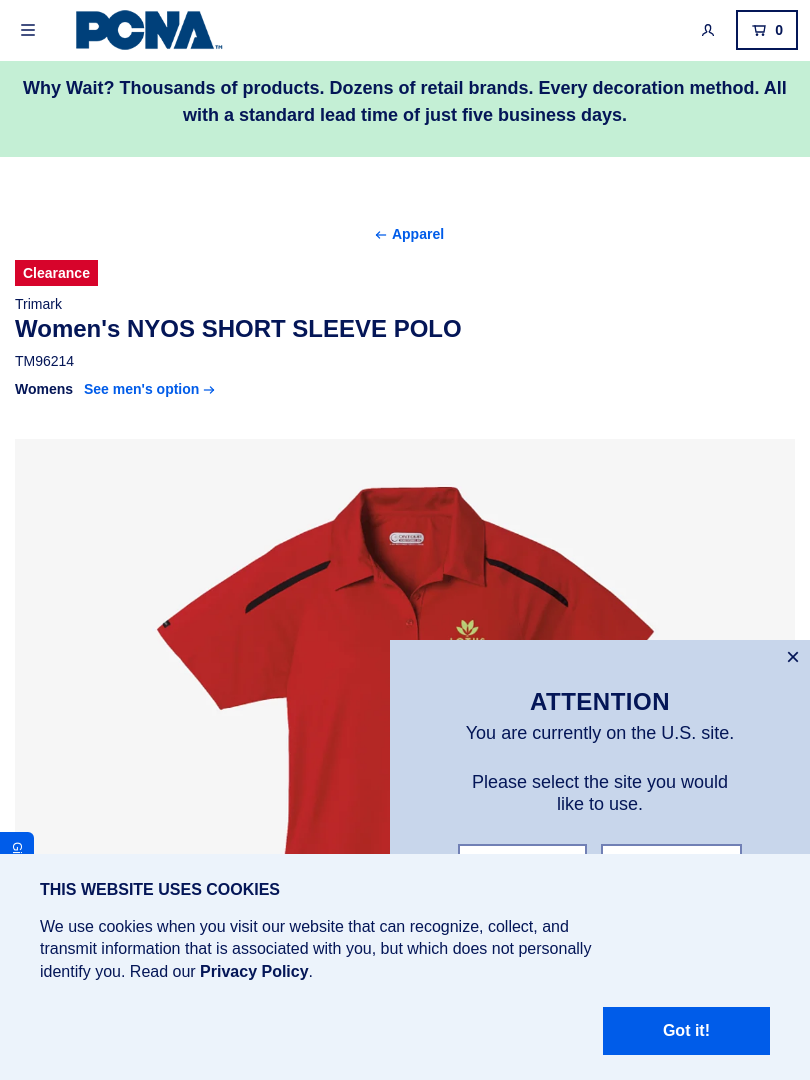 PCNA™
0
Why Wait? Thousands of products. Dozens of retail brands. Every decoration method. All
with a standard lead time of just five business days.
Apparel
Clearance
Trimark
Women's NYOS SHORT SLEEVE POLO
TM96214
Womens See men's option
ATTENTION
You are currently on the U.S. site.
Please select the site you would
like to use.
THIS WEBSITE USES COOKIES
We use cookies when you visit our website that can recognize, collect, and
transmit information that is associated with you, but which does not personally
identify you. Read our Privacy Policy.
Got it!